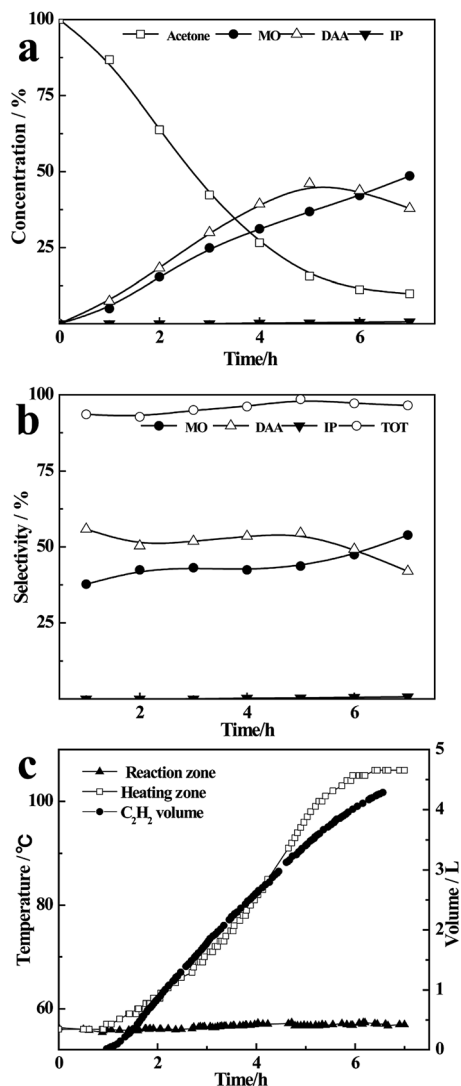 a
Acetone MO DAA IP
100
75
50
25
0
0 2 4 6
Concentration / %
Time/h
b
100
75
50
25
MO DAA IP TOT
2 4 6
Selectivity / %
Time/h
c
Reaction zone
Heating zone
C₂H₂ volume
100
80
60
5
4
3
2
1
0
0 2 4 6
Temperature /℃
Volume / L
Time/h